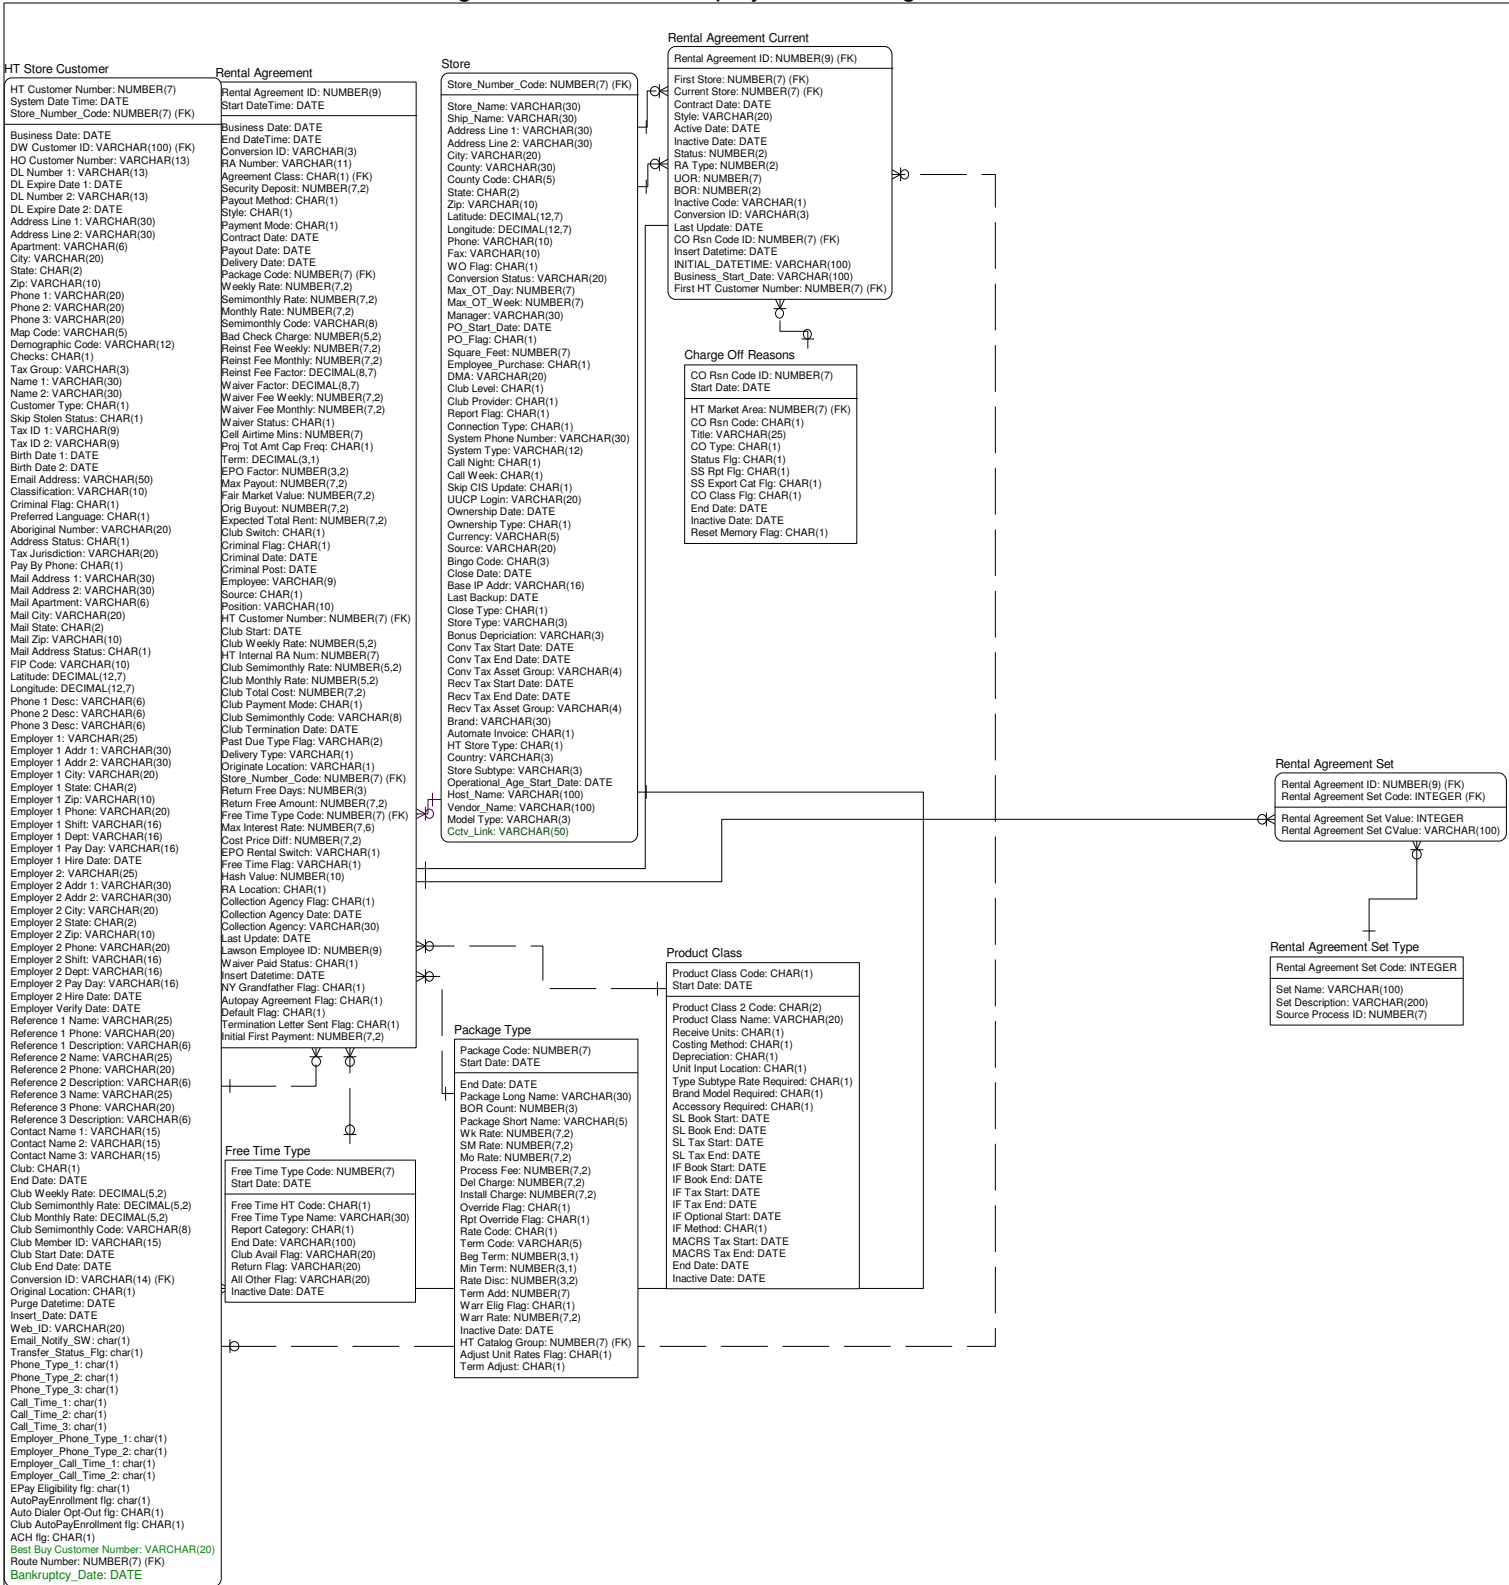 HT Store Customer
HT Customer Number: NUMBER(7)
System Date Time: DATE
Store_Number_Code: NUMBER(7) (FK)
Business Date: DATE
DW Customer ID: VARCHAR(100) (FK)
HO Customer Number: VARCHAR(13)
DL Number 1: VARCHAR(13)
DL Expire Date 1: DATE
DL Number 2: VARCHAR(13)
DL Expire Date 2: DATE
Address Line 1: VARCHAR(30)
Address Line 2: VARCHAR(30)
Apartment: VARCHAR(6)
City: VARCHAR(20)
State: CHAR(2)
Zip: VARCHAR(10)
Phone 1: VARCHAR(20)
Phone 2: VARCHAR(20)
Phone 3: VARCHAR(20)
Map Code: VARCHAR(5)
Demographic Code: VARCHAR(12)
Checks: CHAR(1)
Tax Group: VARCHAR(3)
Name 1: VARCHAR(30)
Name 2: VARCHAR(30)
Customer Type: CHAR(1)
Skip Stolen Status: CHAR(1)
Tax ID 1: VARCHAR(9)
Tax ID 2: VARCHAR(9)
Birth Date 1: DATE
Birth Date 2: DATE
Email Address: VARCHAR(50)
Classification: VARCHAR(10)
Criminal Flag: CHAR(1)
Preferred Language: CHAR(1)
Aboriginal Number: VARCHAR(20)
Address Status: CHAR(1)
Tax Jurisdiction: VARCHAR(20)
Pay By Phone: CHAR(1)
Mail Address 1: VARCHAR(30)
Mail Address 2: VARCHAR(30)
Mail Apartment: VARCHAR(6)
Mail City: VARCHAR(20)
Mail State: CHAR(2)
Mail Zip: VARCHAR(10)
Mail Address Status: CHAR(1)
FIP Code: VARCHAR(10)
Latitude: DECIMAL(12,7)
Longitude: DECIMAL(12,7)
Phone 1 Desc: VARCHAR(6)
Phone 2 Desc: VARCHAR(6)
Phone 3 Desc: VARCHAR(6)
Employer 1: VARCHAR(25)
Employer 1 Addr 1: VARCHAR(30)
Employer 1 Addr 2: VARCHAR(30)
Employer 1 City: VARCHAR(20)
Employer 1 State: CHAR(2)
Employer 1 Zip: VARCHAR(10)
Employer 1 Phone: VARCHAR(20)
Employer 1 Shift: VARCHAR(16)
Employer 1 Dept: VARCHAR(16)
Employer 1 Pay Day: VARCHAR(16)
Employer 1 Hire Date: DATE
Employer 2: VARCHAR(25)
Employer 2 Addr 1: VARCHAR(30)
Employer 2 Addr 2: VARCHAR(30)
Employer 2 City: VARCHAR(20)
Employer 2 State: CHAR(2)
Employer 2 Zip: VARCHAR(10)
Employer 2 Phone: VARCHAR(20)
Employer 2 Shift: VARCHAR(16)
Employer 2 Dept: VARCHAR(16)
Employer 2 Pay Day: VARCHAR(16)
Employer 2 Hire Date: DATE
Employer Verify Date: DATE
Reference 1 Name: VARCHAR(25)
Reference 1 Phone: VARCHAR(20)
Reference 1 Description: VARCHAR(6)
Reference 2 Name: VARCHAR(25)
Reference 2 Phone: VARCHAR(20)
Reference 2 Description: VARCHAR(6)
Reference 3 Name: VARCHAR(25)
Reference 3 Phone: VARCHAR(20)
Reference 3 Description: VARCHAR(6)
Contact Name 1: VARCHAR(15)
Contact Name 2: VARCHAR(15)
Contact Name 3: VARCHAR(15)
Club: CHAR(1)
End Date: DATE
Club Weekly Rate: DECIMAL(5,2)
Club Semimonthly Rate: DECIMAL(5,2)
Club Monthly Rate: DECIMAL(5,2)
Club Semimonthly Code: VARCHAR(8)
Club Member ID: VARCHAR(15)
Club Start Date: DATE
Club End Date: DATE
Conversion ID: VARCHAR(14) (FK)
Original Location: CHAR(1)
Purge Datetime: DATE
Insert_Date: DATE
Web_ID: VARCHAR(20)
Email_Notify_SW: char(1)
Transfer_Status_Flg: char(1)
Phone_Type_1: char(1)
Phone_Type_2: char(1)
Phone_Type_3: char(1)
Call_Time_1: char(1)
Call_Time_2: char(1)
Call_Time_3: char(1)
Employer_Phone_Type_1: char(1)
Employer_Phone_Type_2: char(1)
Employer_Call_Time_1: char(1)
Employer_Call_Time_2: char(1)
EPay Eligibility flg: char(1)
AutoPayEnrollment flg: char(1)
Auto Dialer Opt-Out flg: CHAR(1)
Club AutoPayEnrollment flg: CHAR(1)
ACH flg: CHAR(1)
Best Buy Customer Number: VARCHAR(20)
Route Number: NUMBER(7) (FK)
Bankruptcy_Date: DATE
Rental Agreement
Rental Agreement ID: NUMBER(9)
Start DateTime: DATE
Business Date: DATE
End DateTime: DATE
Conversion ID: VARCHAR(3)
RA Number: VARCHAR(11)
Agreement Class: CHAR(1) (FK)
Security Deposit: NUMBER(7,2)
Payout Method: CHAR(1)
Style: CHAR(1)
Payment Mode: CHAR(1)
Contract Date: DATE
Payout Date: DATE
Delivery Date: DATE
Package Code: NUMBER(7) (FK)
Weekly Rate: NUMBER(7,2)
Semimonthly Rate: NUMBER(7,2)
Monthly Rate: NUMBER(7,2)
Semimonthly Code: VARCHAR(8)
Bad Check Charge: NUMBER(5,2)
Reinst Fee Weekly: NUMBER(7,2)
Reinst Fee Monthly: NUMBER(7,2)
Reinst Fee Factor: DECIMAL(8,7)
Waiver Factor: DECIMAL(8,7)
Waiver Fee Weekly: NUMBER(7,2)
Waiver Fee Monthly: NUMBER(7,2)
Waiver Status: CHAR(1)
Cell Airtime Mins: NUMBER(7)
Proj Tot Amt Cap Freq: CHAR(1)
Term: DECIMAL(3,1)
EPO Factor: NUMBER(3,2)
Max Payout: NUMBER(7,2)
Fair Market Value: NUMBER(7,2)
Orig Buyout: NUMBER(7,2)
Expected Total Rent: NUMBER(7,2)
Club Switch: CHAR(1)
Criminal Flag: CHAR(1)
Criminal Date: DATE
Criminal Post: DATE
Employee: VARCHAR(9)
Source: CHAR(1)
Position: VARCHAR(10)
HT Customer Number: NUMBER(7) (FK)
Club Start: DATE
Club Weekly Rate: NUMBER(5,2)
HT Internal RA Num: NUMBER(7)
Club Semimonthly Rate: NUMBER(5,2)
Club Monthly Rate: NUMBER(5,2)
Club Total Cost: NUMBER(7,2)
Club Payment Mode: CHAR(1)
Club Semimonthly Code: VARCHAR(8)
Club Termination Date: DATE
Past Due Type Flag: VARCHAR(2)
Delivery Type: VARCHAR(1)
Originate Location: VARCHAR(1)
Store_Number_Code: NUMBER(7) (FK)
Return Free Days: NUMBER(3)
Return Free Amount: NUMBER(7,2)
Free Time Type Code: NUMBER(7) (FK)
Max Interest Rate: NUMBER(7,6)
Cost Price Diff: NUMBER(7,2)
EPO Rental Switch: VARCHAR(1)
Free Time Flag: VARCHAR(1)
Hash Value: NUMBER(10)
RA Location: CHAR(1)
Collection Agency Flag: CHAR(1)
Collection Agency Date: DATE
Collection Agency: VARCHAR(30)
Last Update: DATE
Lawson Employee ID: NUMBER(9)
Waiver Paid Status: CHAR(1)
Insert Datetime: DATE
NY Grandfather Flag: CHAR(1)
Autopay Agreement Flag: CHAR(1)
Default Flag: CHAR(1)
Termination Letter Sent Flag: CHAR(1)
Initial First Payment: NUMBER(7,2)
Store
Store_Number_Code: NUMBER(7) (FK)
Store_Name: VARCHAR(30)
Ship_Name: VARCHAR(30)
Address Line 1: VARCHAR(30)
Address Line 2: VARCHAR(30)
City: VARCHAR(20)
County: VARCHAR(30)
County Code: CHAR(5)
State: CHAR(2)
Zip: VARCHAR(10)
Latitude: DECIMAL(12,7)
Longitude: DECIMAL(12,7)
Phone: VARCHAR(10)
Fax: VARCHAR(10)
WO Flag: CHAR(1)
Conversion Status: VARCHAR(20)
Max_OT_Day: NUMBER(7)
Max_OT_Week: NUMBER(7)
Manager: VARCHAR(30)
PO_Start_Date: DATE
PO_Flag: CHAR(1)
Square_Feet: NUMBER(7)
Employee_Purchase: CHAR(1)
DMA: VARCHAR(20)
Club Level: CHAR(1)
Club Provider: CHAR(1)
Report Flag: CHAR(1)
Connection Type: CHAR(1)
System Phone Number: VARCHAR(30)
System Type: VARCHAR(12)
Call Night: CHAR(1)
Call Week: CHAR(1)
Skip CIS Update: CHAR(1)
UUCP Login: VARCHAR(20)
Ownership Date: DATE
Ownership Type: CHAR(1)
Currency: VARCHAR(5)
Source: VARCHAR(20)
Bingo Code: CHAR(3)
Close Date: DATE
Base IP Addr: VARCHAR(16)
Last Backup: DATE
Close Type: CHAR(1)
Store Type: VARCHAR(3)
Bonus Depriciation: VARCHAR(3)
Conv Tax Start Date: DATE
Conv Tax End Date: DATE
Conv Tax Asset Group: VARCHAR(4)
Recv Tax Start Date: DATE
Recv Tax End Date: DATE
Recv Tax Asset Group: VARCHAR(4)
Brand: VARCHAR(30)
Automate Invoice: CHAR(1)
HT Store Type: CHAR(1)
Country: VARCHAR(3)
Store Subtype: VARCHAR(3)
Operational_Age_Start_Date: DATE
Host_Name: VARCHAR(100)
Vendor_Name: VARCHAR(100)
Model Type: VARCHAR(3)
Cctv_Link: VARCHAR(50)
Rental Agreement Current
Rental Agreement ID: NUMBER(9) (FK)
First Store: NUMBER(7) (FK)
Current Store: NUMBER(7) (FK)
Contract Date: DATE
Style: VARCHAR(20)
Active Date: DATE
Inactive Date: DATE
Status: NUMBER(2)
RA Type: NUMBER(2)
UOR: NUMBER(7)
BOR: NUMBER(2)
Inactive Code: VARCHAR(1)
Conversion ID: VARCHAR(3)
Last Update: DATE
CO Rsn Code ID: NUMBER(7) (FK)
Insert Datetime: DATE
INITIAL_DATETIME: VARCHAR(100)
Business_Start_Date: VARCHAR(100)
First HT Customer Number: NUMBER(7) (FK)
Charge Off Reasons
CO Rsn Code ID: NUMBER(7)
Start Date: DATE
HT Market Area: NUMBER(7) (FK)
CO Rsn Code: CHAR(1)
Title: VARCHAR(25)
CO Type: CHAR(1)
Status Flg: CHAR(1)
SS Rpt Flg: CHAR(1)
SS Export Cat Flg: CHAR(1)
CO Class Flg: CHAR(1)
End Date: DATE
Inactive Date: DATE
Reset Memory Flag: CHAR(1)
Rental Agreement Set
Rental Agreement ID: NUMBER(9) (FK)
Rental Agreement Set Code: INTEGER (FK)
Rental Agreement Set Value: INTEGER
Rental Agreement Set CValue: VARCHAR(100)
Rental Agreement Set Type
Rental Agreement Set Code: INTEGER
Set Name: VARCHAR(100)
Set Description: VARCHAR(200)
Source Process ID: NUMBER(7)
Product Class
Product Class Code: CHAR(1)
Start Date: DATE
Product Class 2 Code: CHAR(2)
Product Class Name: VARCHAR(20)
Receive Units: CHAR(1)
Costing Method: CHAR(1)
Depreciation: CHAR(1)
Unit Input Location: CHAR(1)
Type Subtype Rate Required: CHAR(1)
Brand Model Required: CHAR(1)
Accessory Required: CHAR(1)
SL Book Start: DATE
SL Book End: DATE
SL Tax Start: DATE
SL Tax End: DATE
IF Book Start: DATE
IF Book End: DATE
IF Tax Start: DATE
IF Tax End: DATE
IF Optional Start: DATE
IF Method: CHAR(1)
MACRS Tax Start: DATE
MACRS Tax End: DATE
End Date: DATE
Inactive Date: DATE
Package Type
Package Code: NUMBER(7)
Start Date: DATE
End Date: DATE
Package Long Name: VARCHAR(30)
BOR Count: NUMBER(3)
Package Short Name: VARCHAR(5)
Wk Rate: NUMBER(7,2)
SM Rate: NUMBER(7,2)
Mo Rate: NUMBER(7,2)
Process Fee: NUMBER(7,2)
Del Charge: NUMBER(7,2)
Install Charge: NUMBER(7,2)
Override Flag: CHAR(1)
Rpt Override Flag: CHAR(1)
Rate Code: CHAR(1)
Term Code: VARCHAR(5)
Beg Term: NUMBER(3,1)
Min Term: NUMBER(3,1)
Rate Disc: NUMBER(3,2)
Term Add: NUMBER(7)
Warr Elig Flag: CHAR(1)
Warr Rate: NUMBER(7,2)
Inactive Date: DATE
HT Catalog Group: NUMBER(7) (FK)
Adjust Unit Rates Flag: CHAR(1)
Term Adjust: CHAR(1)
Free Time Type
Free Time Type Code: NUMBER(7)
Start Date: DATE
Free Time HT Code: CHAR(1)
Free Time Type Name: VARCHAR(30)
Report Category: CHAR(1)
End Date: VARCHAR(100)
Club Avail Flag: VARCHAR(20)
Return Flag: VARCHAR(20)
All Other Flag: VARCHAR(20)
Inactive Date: DATE